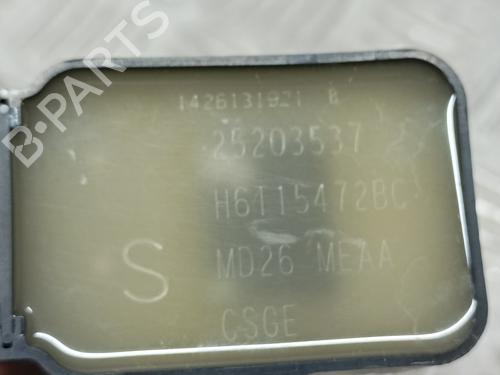 B-PARTS
1426131921 B
25203537
H6T15472BC
S
MD26 MEAA
CSGE